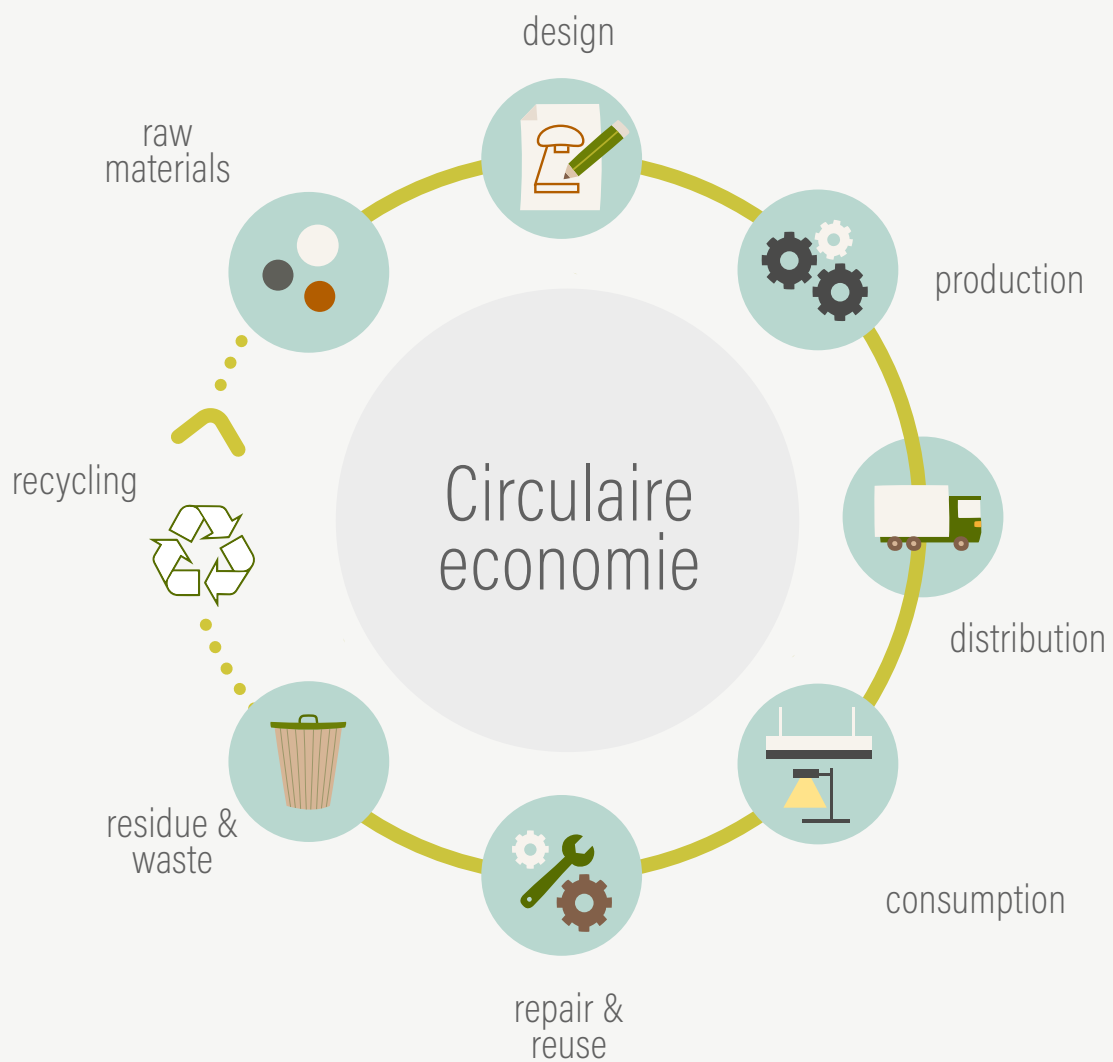 design
raw
materials
production
recycling
Circulaire
economie
distribution
residue &
waste
consumption
repair &
reuse